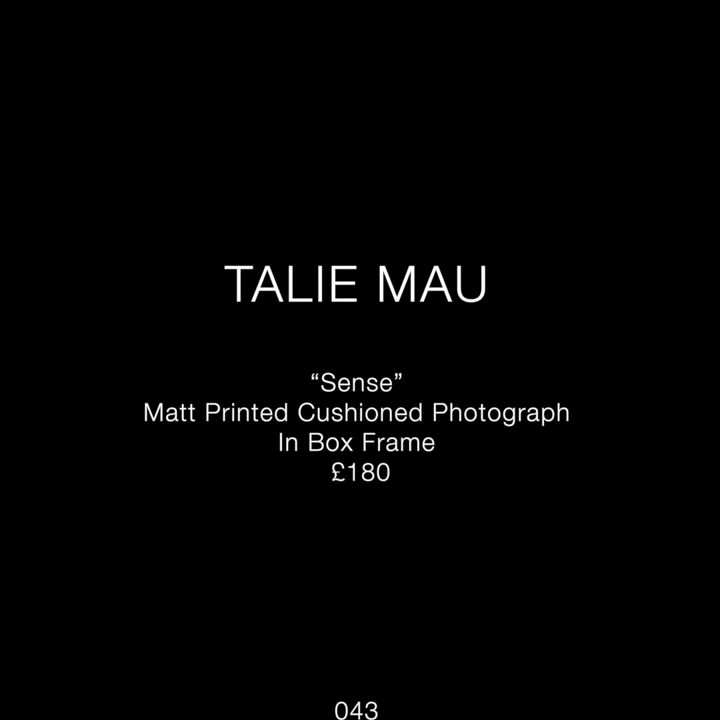 TALIE MAU
“Sense”
Matt Printed Cushioned Photograph
In Box Frame
£180
043